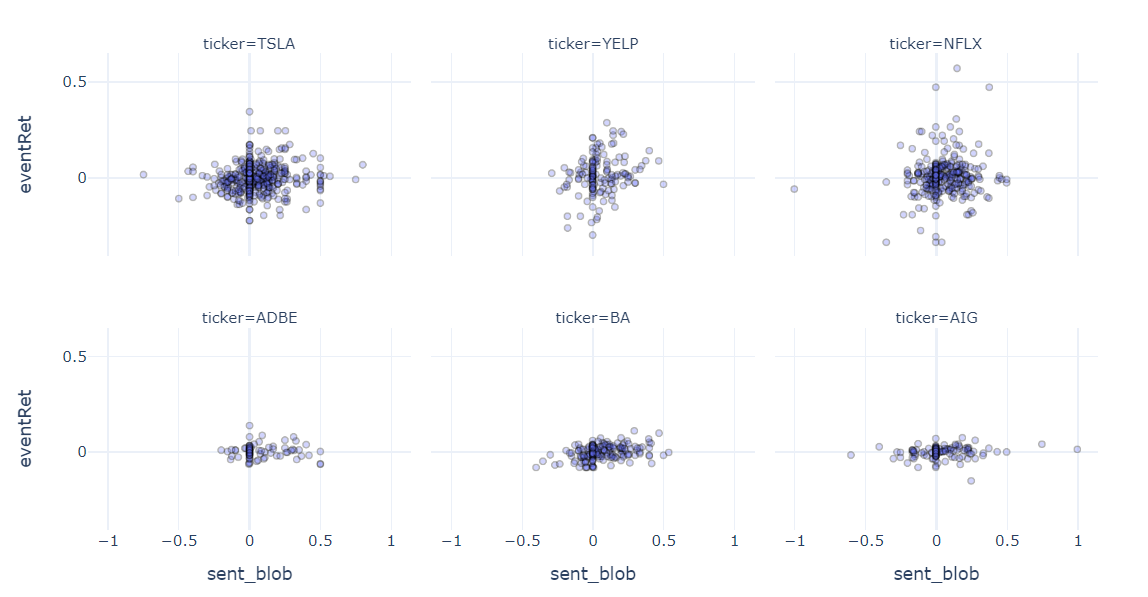 ticker=TSLA ticker=YELP ticker=NFLX
0.5
0
eventRet
ticker=ADBE ticker=BA ticker=AIG
0.5
0
eventRet
−1 −0.5 0 0.5 1 −1 −0.5 0 0.5 1 −1 −0.5 0 0.5 1
sent_blob sent_blob sent_blob